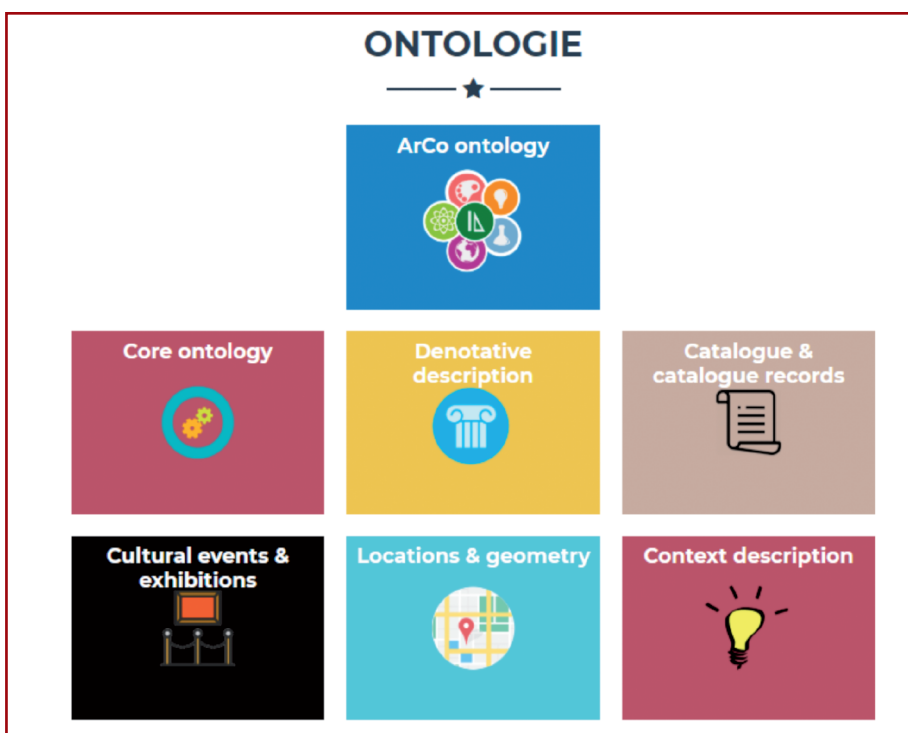 ONTOLOGIE
ArCo ontology
Core ontology
Denotative
description
Catalogue &
catalogue records
Cultural events &
exhibitions
Locations & geometry
Context description